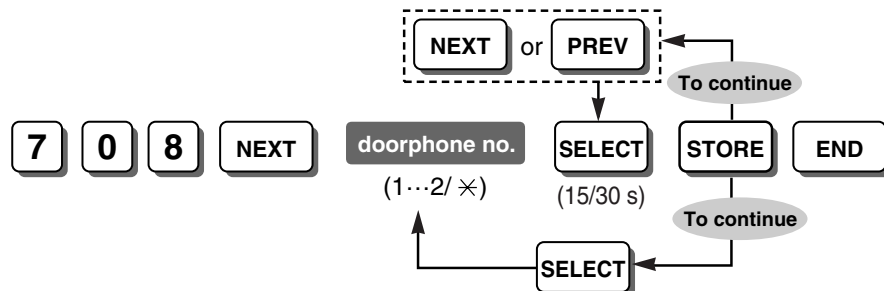 NEXT or PREV
To continue
7 0 8 NEXT doorphone no. SELECT STORE END
(1···2/ ✳) (15/30 s)
To continue
SELECT